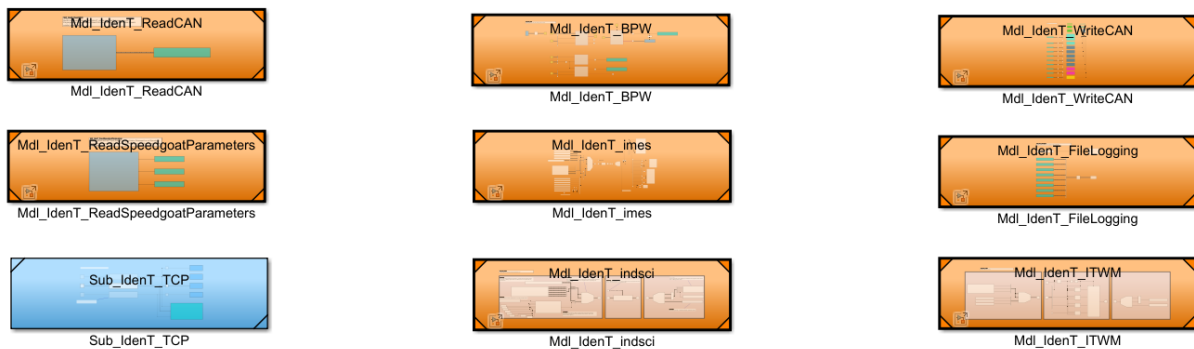 Mdl_IdenT_ReadCAN
Mdl_IdenT_ReadCAN
Mdl_IdenT_BPW
Mdl_IdenT_BPW
Mdl_IdenT_WriteCAN
Mdl_IdenT_WriteCAN
Mdl_IdenT_ReadSpeedgoatParameters
Mdl_IdenT_ReadSpeedgoatParameters
Mdl_IdenT_imes
Mdl_IdenT_imes
Mdl_IdenT_FileLogging
Mdl_IdenT_FileLogging
Sub_IdenT_TCP
Sub_IdenT_TCP
Mdl_IdenT_indsci
Mdl_IdenT_indsci
Mdl_IdenT_ITWM
Mdl_IdenT_ITWM